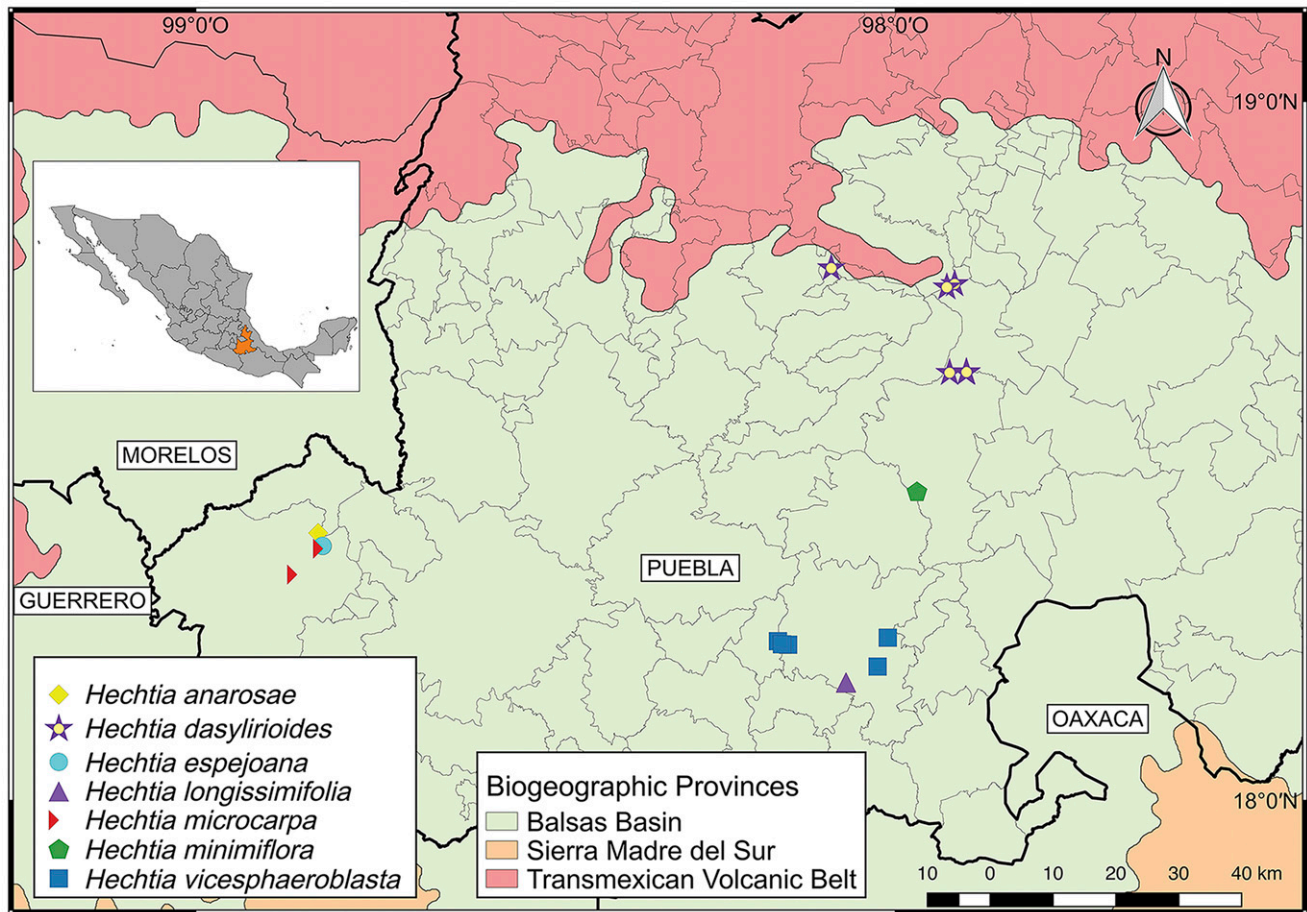 99°0′O
98°0′O
N
19°0′N
MORELOS
PUEBLA
GUERRERO
OAXACA
Hechtia anarosae
Hechtia dasylirioides
Hechtia espejoana
Hechtia longissimifolia
Hechtia microcarpa
Hechtia minimiflora
Hechtia vicesphaeroblasta
Biogeographic Provinces
Balsas Basin
Sierra Madre del Sur
Transmexican Volcanic Belt
18°0′N
10 0 10 20 30 40 km